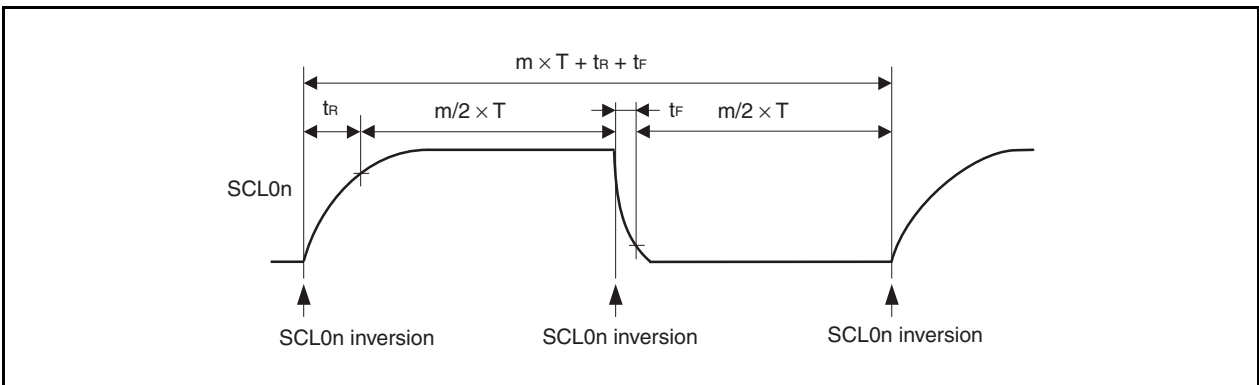 m × T + tR + tF
tR
m/2 × T
tF
m/2 × T
SCL0n
SCL0n inversion
SCL0n inversion
SCL0n inversion